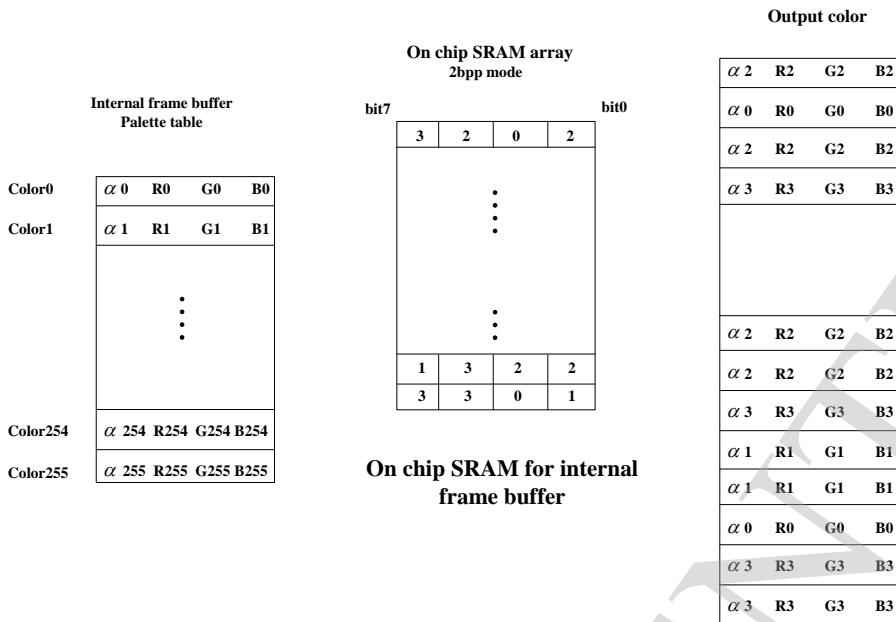 Output color
On chip SRAM array
2bpp mode
Internal frame buffer
Palette table
bit7
bit0
3 2 0 2
1 3 2 2
3 3 0 1
Color0 α 0 R0 G0 B0
Color1 α 1 R1 G1 B1
Color254 α 254 R254 G254 B254
Color255 α 255 R255 G255 B255
On chip SRAM for internal
frame buffer
α 2 R2 G2 B2
α 0 R0 G0 B0
α 2 R2 G2 B2
α 3 R3 G3 B3
α 2 R2 G2 B2
α 2 R2 G2 B2
α 3 R3 G3 B3
α 1 R1 G1 B1
α 1 R1 G1 B1
α 0 R0 G0 B0
α 3 R3 G3 B3
α 3 R3 G3 B3